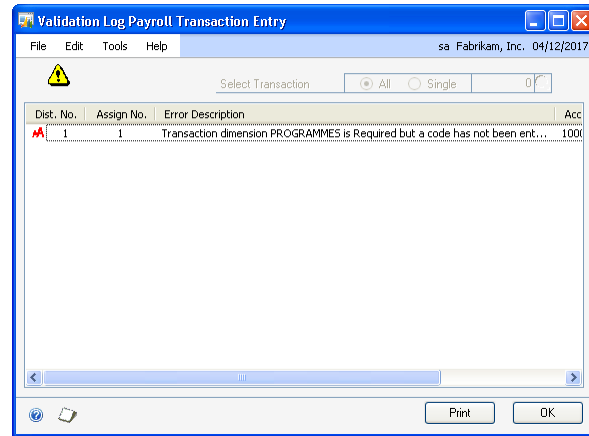 Validation Log Payroll Transaction Entry
File Edit Tools Help sa Fabrikam, Inc. 04/12/2017
Select Transaction All Single 0
Dist. No. Assign No. Error Description Acc
1 1 Transaction dimension PROGRAMMES is Required but a code has not been ent... 100
Print OK